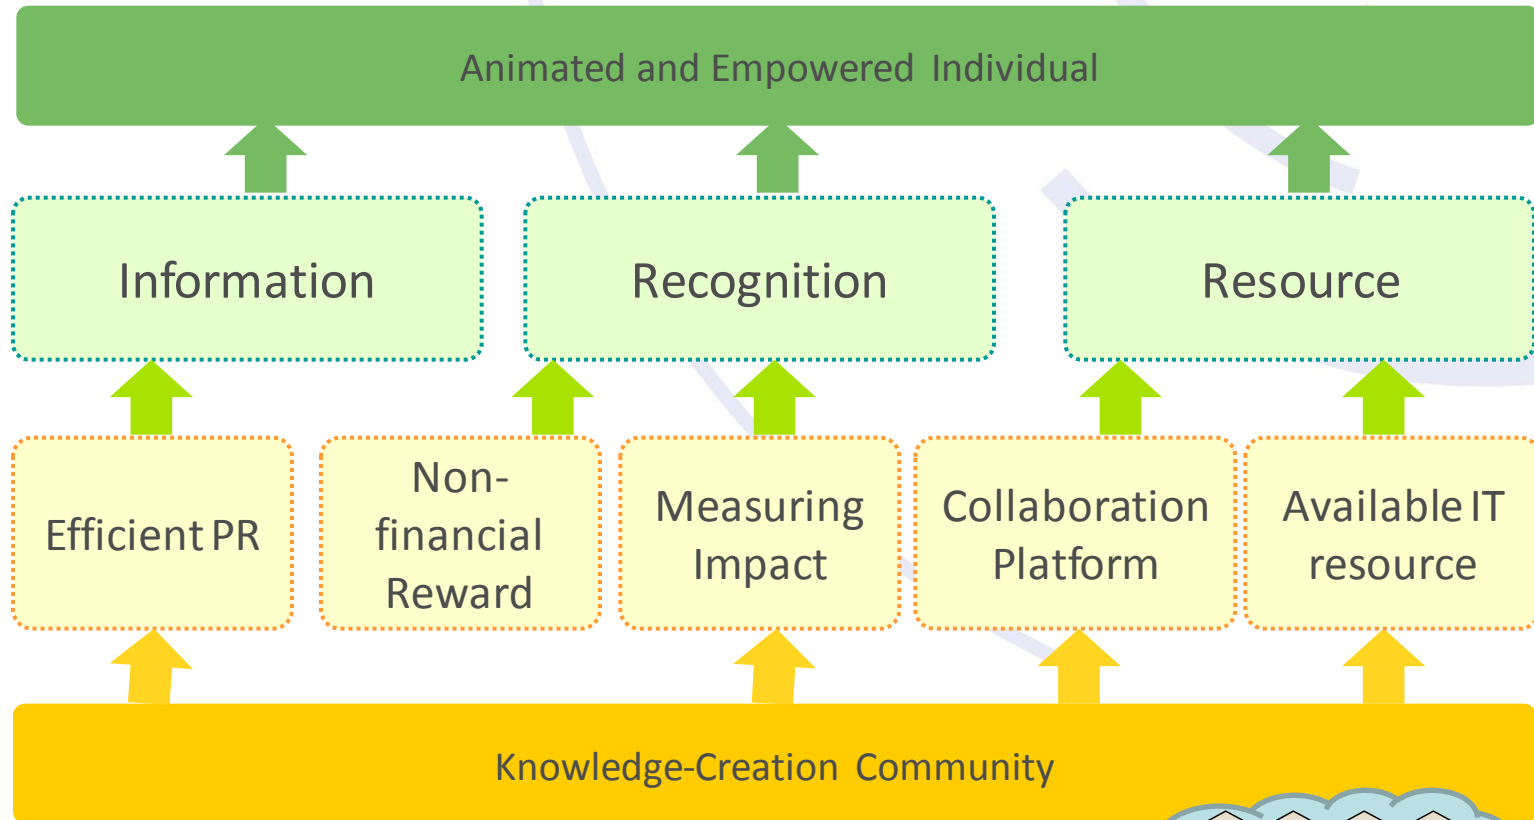 Animated and Empowered Individual
Information
Recognition
Resource
Efficient PR
Non-
financial
Reward
Measuring
Impact
Collaboration
Platform
Available IT
resource
Knowledge-Creation Community